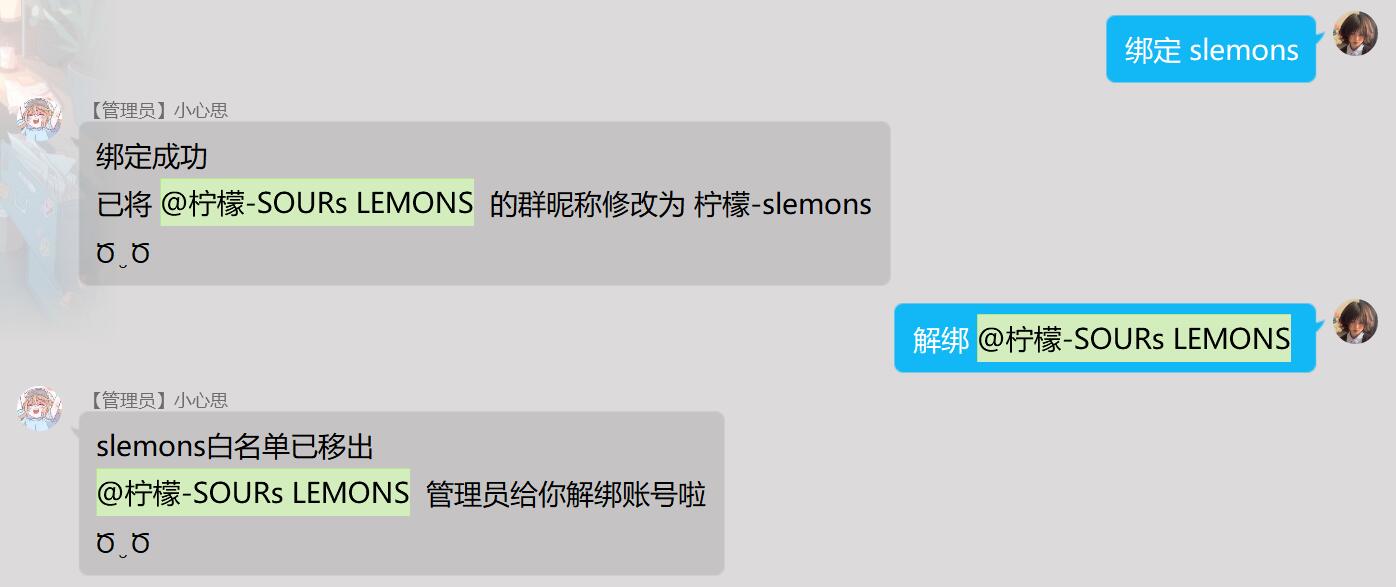 绑定 slemons
【管理员】小心思
绑定成功
已将 @柠檬-SOURs LEMONS 的群昵称修改为 柠檬-slemons
Ծ‸Ծ
解绑 @柠檬-SOURs LEMONS
【管理员】小心思
slemons白名单已移出
@柠檬-SOURs LEMONS 管理员给你解绑账号啦